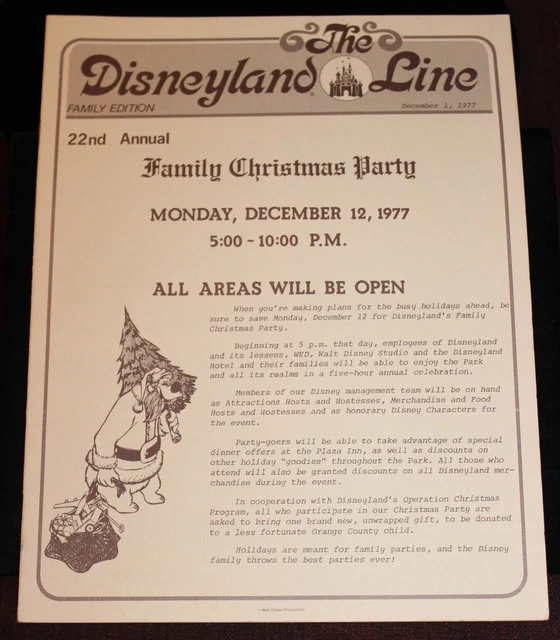 The
Disneyland Line
FAMILY EDITION
December 1, 1977
22nd Annual
Family Christmas Party
MONDAY, DECEMBER 12, 1977
5:00 - 10:00 P.M.
ALL AREAS WILL BE OPEN
When you're making plans for the busy holidays ahead, be
sure to save Monday, December 12 for Disneyland's Family
Christmas Party.
Beginning at 5 p.m. that day, employees of Disneyland
and its lessees, WED, Walt Disney Studio and the Disneyland
Hotel and their families will be able to enjoy the Park
and all its realms in a five-hour annual celebration.
Members of our Disney management team will be on hand
as Attractions Hosts and Hostesses, Merchandise and Food
Hosts and Hostesses and as honorary Disney Characters for
the event.
Party-goers will be able to take advantage of special
dinner offers at the Plaza Inn, as well as discounts on
other holiday "goodies" throughout the Park. All those who
attend will also be granted discounts on all Disneyland mer-
chandise during the event.
In cooperation with Disneyland's Operation Christmas
Program, all who participate in our Christmas Party are
asked to bring one brand new, unwrapped gift, to be donated
to a less fortunate Orange County child.
Holidays are meant for family parties, and the Disney
family throws the best parties ever!
© Walt Disney Productions